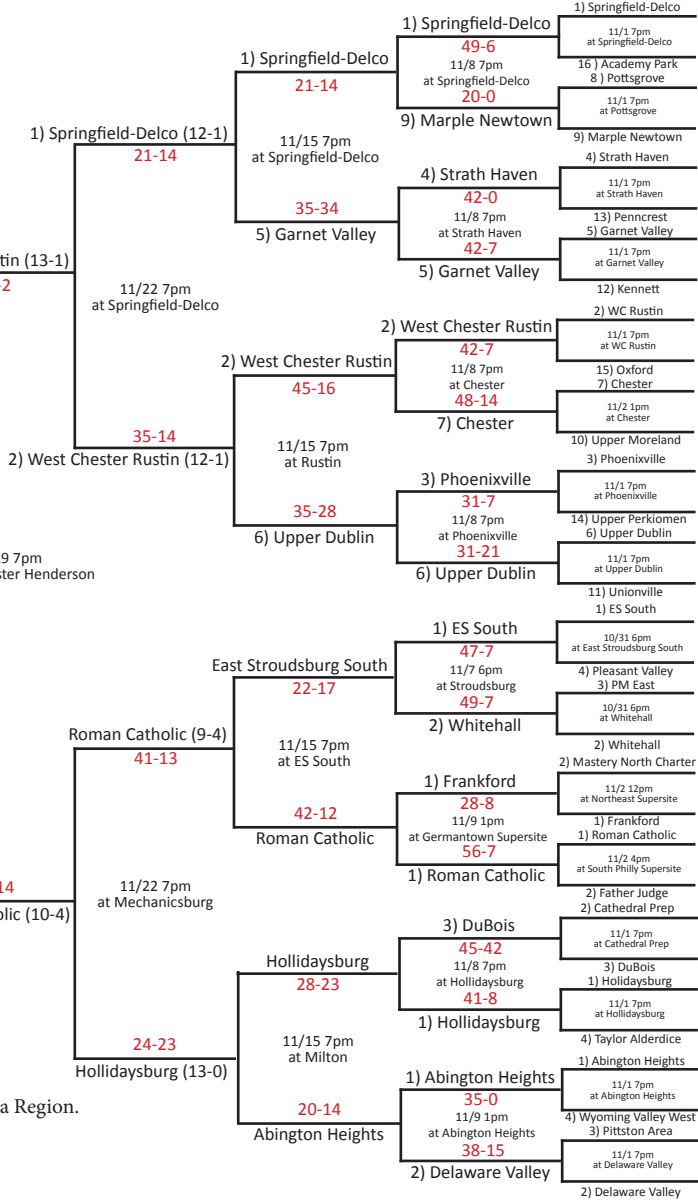 1) Springfield-Delco
11/1 7pm
at Springfield-Delco
16 ) Academy Park
8 ) Pottsgrove
11/1 7pm
at Pottsgrove
9) Marple Newtown
4) Strath Haven
11/1 7pm
at Strath Haven
13) Penncrest
5) Garnet Valley
11/1 7pm
at Garnet Valley
12) Kennett
2) WC Rustin
11/1 7pm
at WC Rustin
15) Oxford
7) Chester
11/2 1pm
at Chester
10) Upper Moreland
3) Phoenixville
11/1 7pm
at Phoenixville
14) Upper Perkiomen
6) Upper Dublin
11/1 7pm
at Upper Dublin
11) Unionville
1) ES South
10/31 6pm
at East Stroudsburg South
4) Pleasant Valley
3) PM East
10/31 6pm
at Whitehall
2) Whitehall
2) Mastery North Charter
11/2 12pm
at Northeast Supersite
1) Frankford
1) Roman Catholic
11/2 4pm
at South Philly Supersite
2) Father Judge
2) Cathedral Prep
11/1 7pm
at Cathedral Prep
3) DuBois
1) Holidaysburg
11/1 7pm
at Hollidaysburg
4) Taylor Alderdice
1) Abington Heights
11/1 7pm
at Abington Heights
4) Wyoming Valley West
3) Pittston Area
11/1 7pm
at Delaware Valley
2) Delaware Valley
1) Springfield-Delco
49-6
11/8 7pm
at Springfield-Delco
20-0
9) Marple Newtown
4) Strath Haven
42-0
11/8 7pm
at Strath Haven
42-7
5) Garnet Valley
2) West Chester Rustin
42-7
11/8 7pm
at Chester
48-14
7) Chester
3) Phoenixville
31-7
11/8 7pm
at Phoenixville
31-21
6) Upper Dublin
1) ES South
47-7
11/7 6pm
at Stroudsburg
49-7
2) Whitehall
1) Frankford
28-8
11/9 1pm
at Germantown Supersite
56-7
1) Roman Catholic
3) DuBois
45-42
11/8 7pm
at Hollidaysburg
41-8
1) Hollidaysburg
1) Abington Heights
35-0
11/9 1pm
at Abington Heights
38-15
2) Delaware Valley
1) Springfield-Delco
21-14
11/15 7pm
at Springfield-Delco
35-34
5) Garnet Valley
2) West Chester Rustin
45-16
11/15 7pm
at Rustin
35-28
6) Upper Dublin
East Stroudsburg South
22-17
11/15 7pm
at ES South
42-12
Roman Catholic
Hollidaysburg
28-23
11/15 7pm
at Milton
20-14
Abington Heights
1) Springfield-Delco (12-1)
21-14
11/22 7pm
at Springfield-Delco
35-14
2) West Chester Rustin (12-1)
Roman Catholic (9-4)
41-13
11/22 7pm
at Mechanicsburg
24-23
Hollidaysburg (13-0)
tin (13-1)
-2
9 7pm
ster Henderson
14
olic (10-4)
a Region.